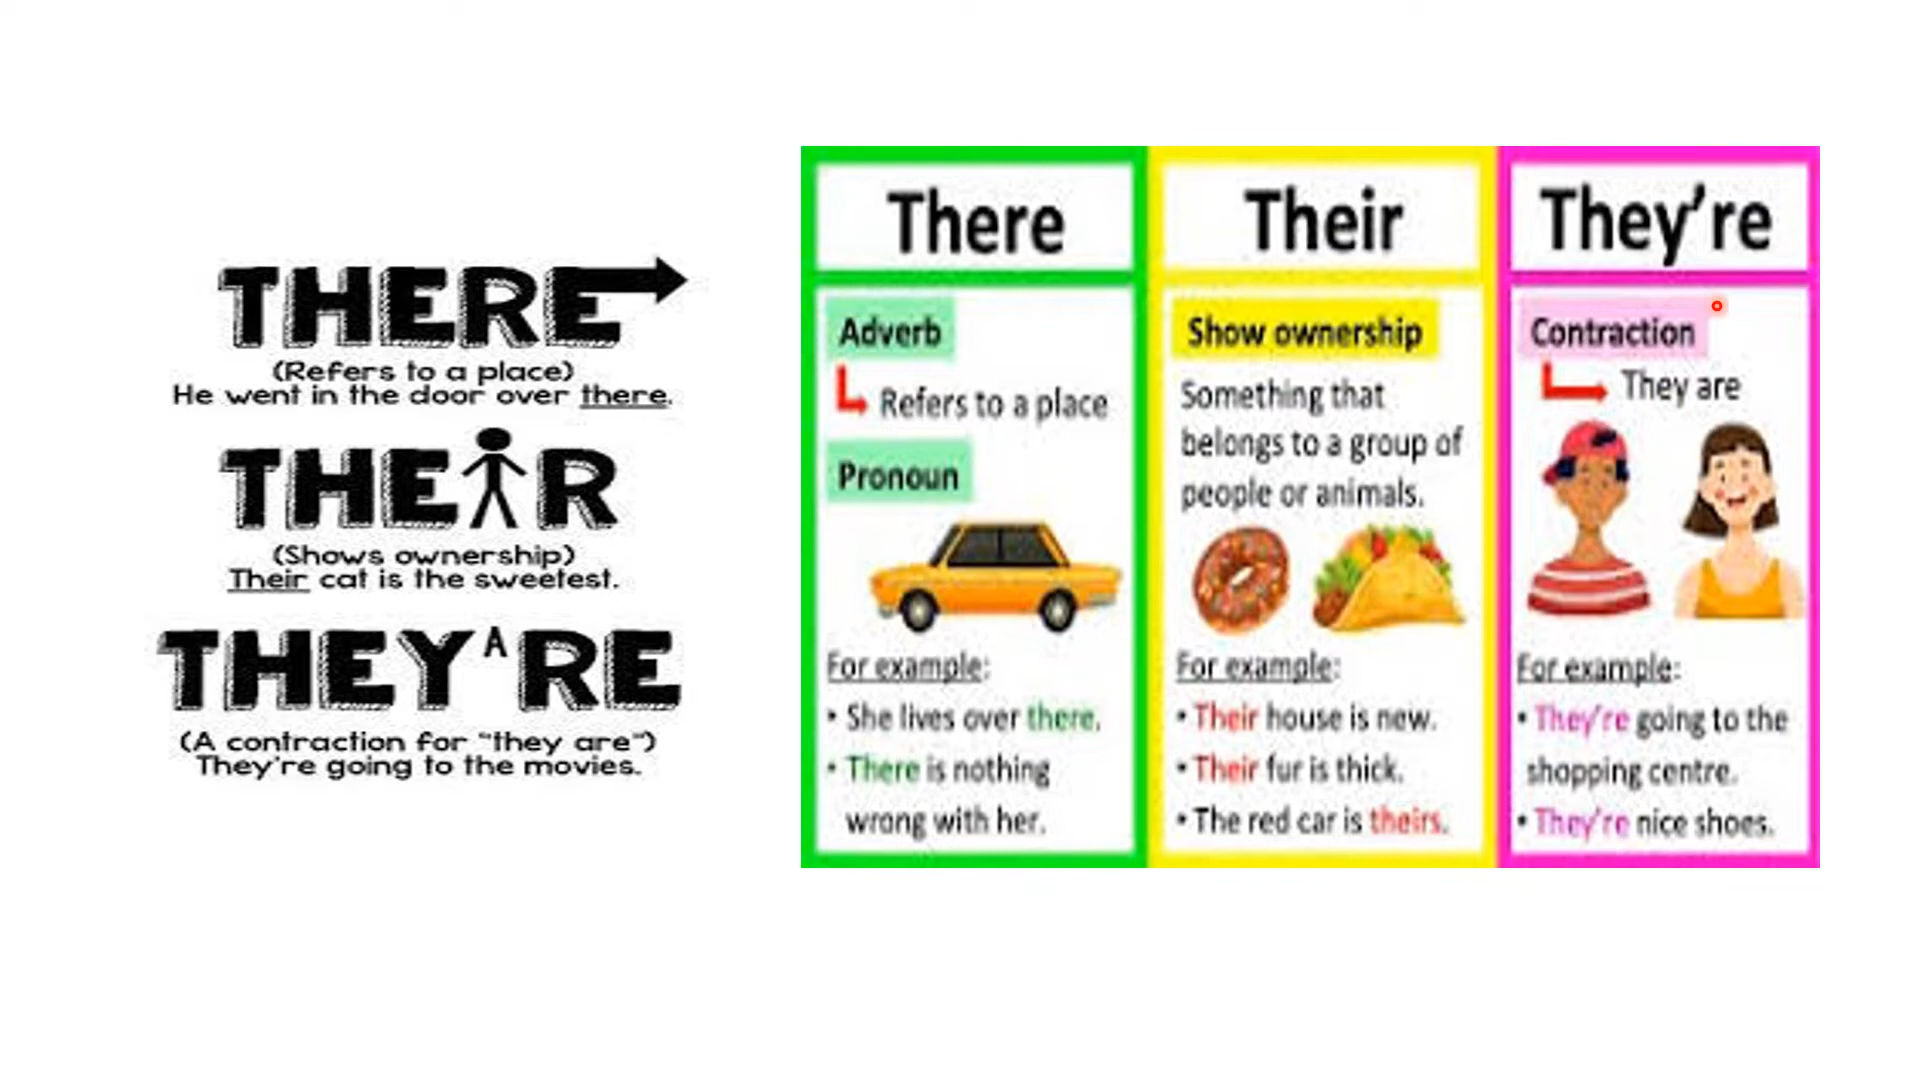 THERE
(Refers to a place)
He went in the door over there.
THEIR
(Shows ownership)
Their cat is the sweetest.
THEY'ARE
(A contraction for "they are")
They're going to the movies.
There
Adverb
Refers to a place
Pronoun
For example:
• She lives over there.
• There is nothing
wrong with her.
Their
Show ownership
Something that
belongs to a group of
people or animals.
For example:
• Their house is new.
• Their fur is thick.
• The red car is theirs.
They're
Contraction
They are
For example:
• They're going to the
shopping centre.
• They're nice shoes.